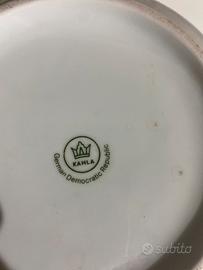 KAHLA
German Democratic Republic
subito